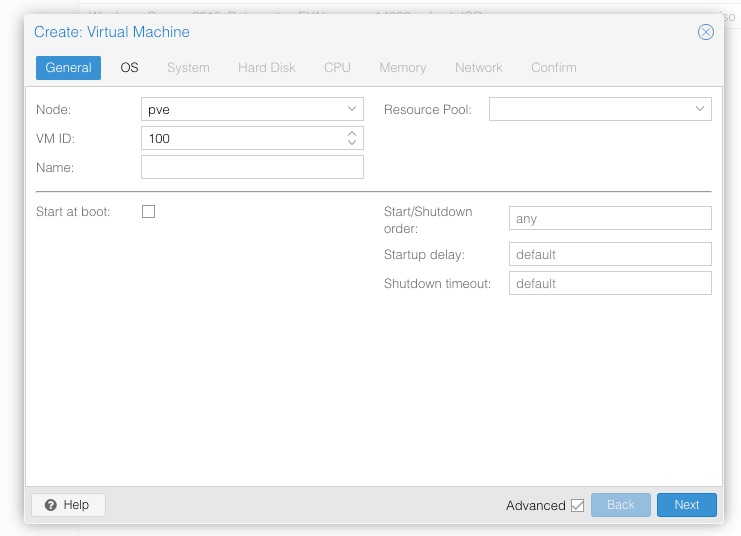 Create: Virtual Machine
General OS System Hard Disk CPU Memory Network Confirm
Node: pve Resource Pool:
VM ID: 100
Name:
Start at boot: Start/Shutdown order: any
Startup delay: default
Shutdown timeout: default
Help Advanced Back Next